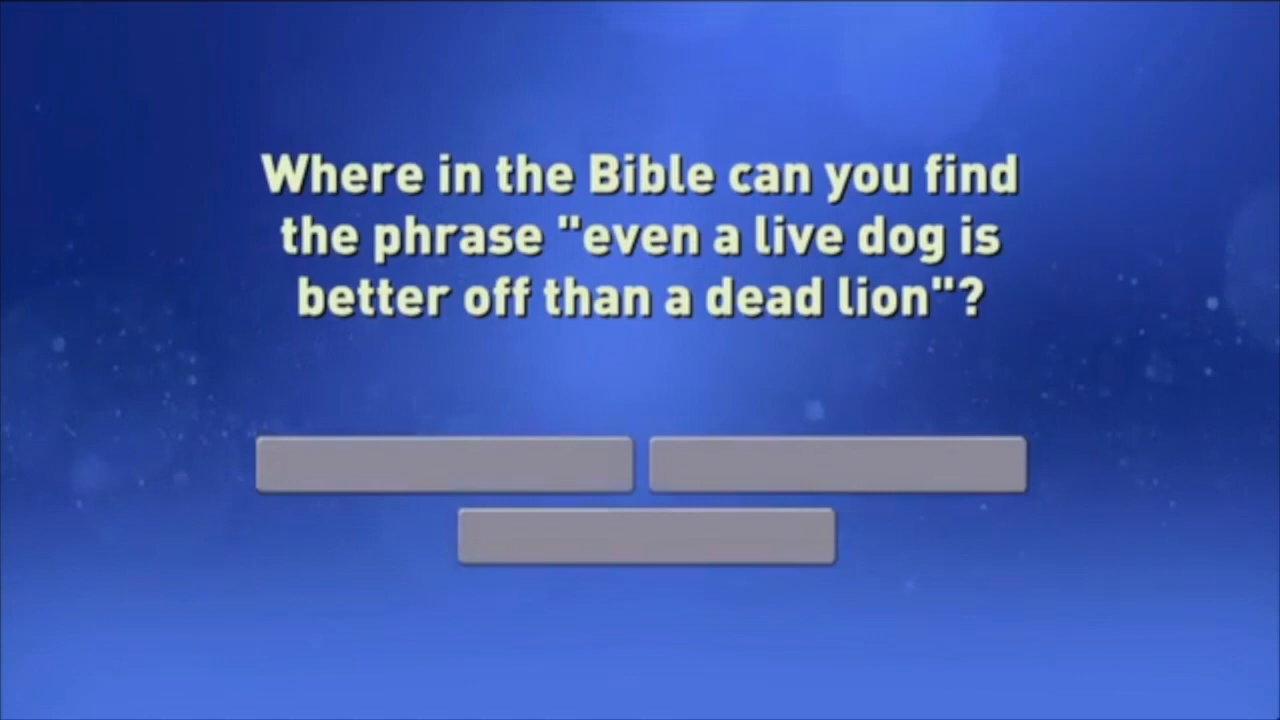 Where in the Bible can you find
the phrase "even a live dog is
better off than a dead lion"?